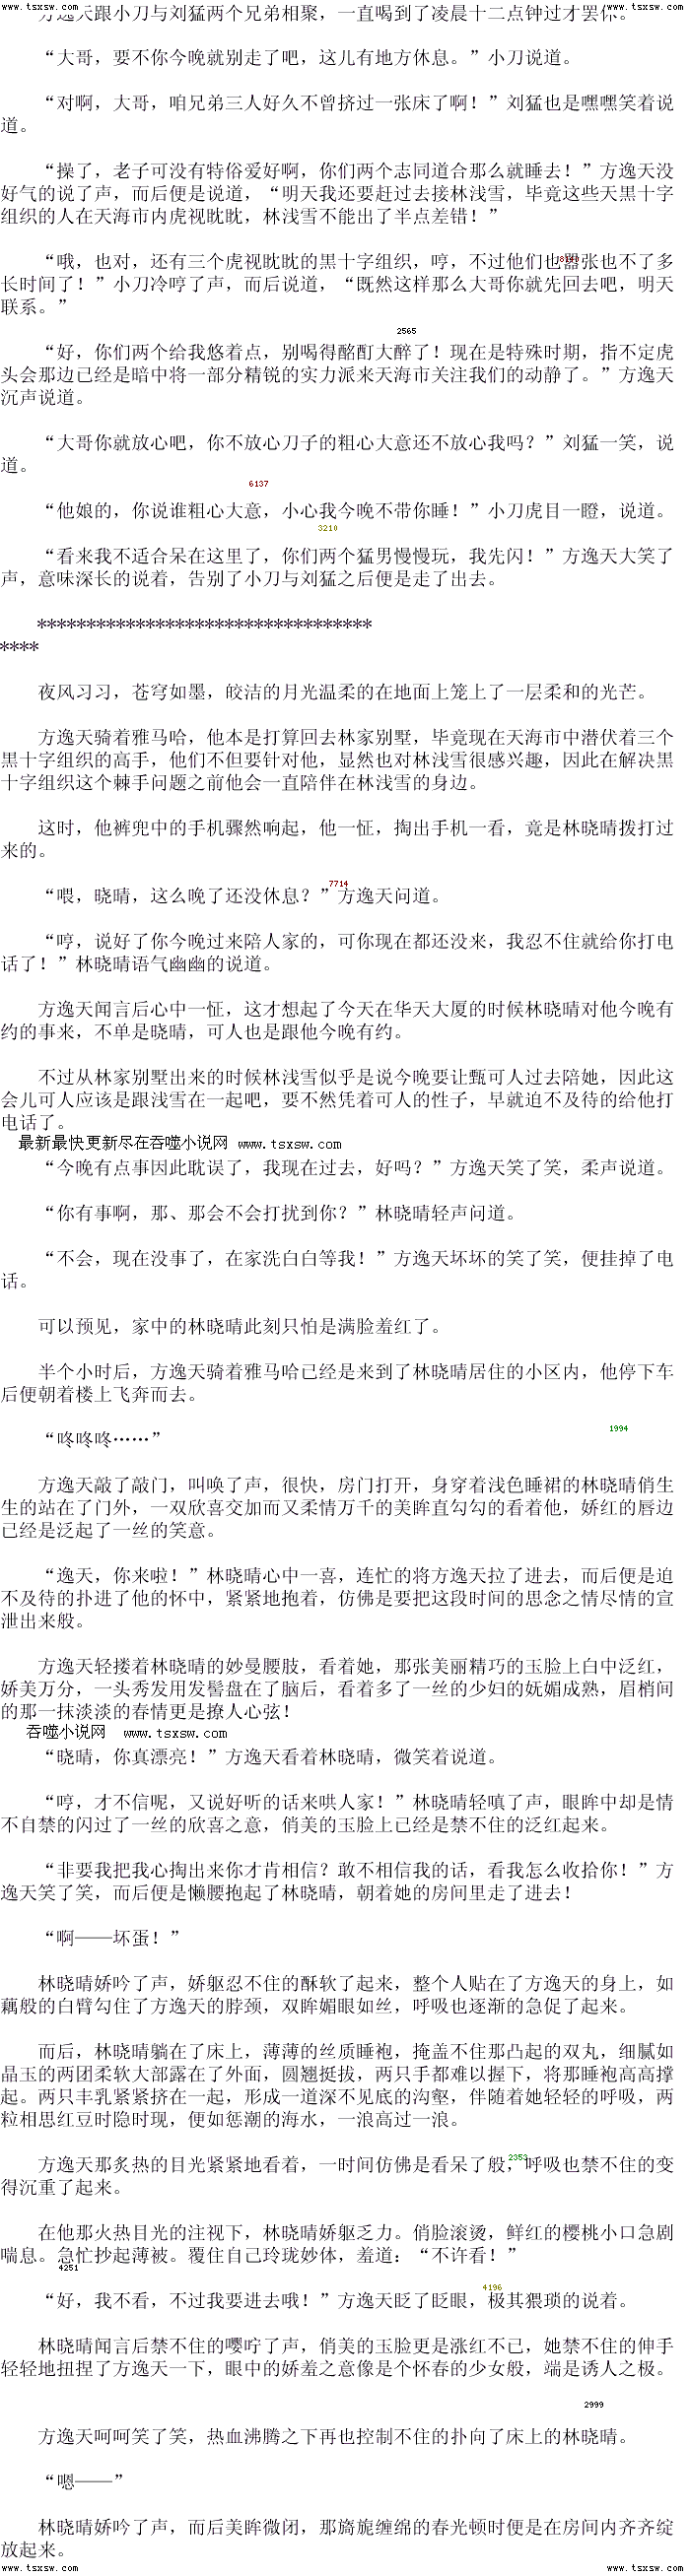 www.tsxsw.com www.tsxsw.com
方逸天跟小刀与刘猛两个兄弟相聚，一直喝到了凌晨十二点钟过才罢休。
“大哥，要不你今晚就别走了吧，这儿有地方休息。”小刀说道。
“对啊，大哥，咱兄弟三人好久不曾挤过一张床了啊！”刘猛也是嘿嘿笑着说
道。
“操了，老子可没有特俗爱好啊，你们两个志同道合那么就睡去！”方逸天没
好气的说了声，而后便是说道，“明天我还要赶过去接林浅雪，毕竟这些天黑十字
组织的人在天海市内虎视眈眈，林浅雪不能出了半点差错！”
“哦，也对，还有三个虎视眈眈的黑十字组织，哼，不过他们也嚣张也不了多
长时间了！”小刀冷哼了声，而后说道，“既然这样那么大哥你就先回去吧，明天
联系。”
2565
“好，你们两个给我悠着点，别喝得酩酊大醉了！现在是特殊时期，指不定虎
头会那边已经是暗中将一部分精锐的实力派来天海市关注我们的动静了。”方逸天
沉声说道。
“大哥你就放心吧，你不放心刀子的粗心大意还不放心我吗？”刘猛一笑，说
道。
6137
“他娘的，你说谁粗心大意，小心我今晚不带你睡！”小刀虎目一瞪，说道。
3210
“看来我不适合呆在这里了，你们两个猛男慢慢玩，我先闪！”方逸天大笑了
声，意味深长的说着，告别了小刀与刘猛之后便是走了出去。
**********************************
****
夜风习习，苍穹如墨，皎洁的月光温柔的在地面上笼上了一层柔和的光芒。
方逸天骑着雅马哈，他本是打算回去林家别墅，毕竟现在天海市中潜伏着三个
黑十字组织的高手，他们不但要针对他，显然也对林浅雪很感兴趣，因此在解决黑
十字组织这个棘手问题之前他会一直陪伴在林浅雪的身边。
这时，他裤兜中的手机骤然响起，他一怔，掏出手机一看，竟是林晓晴拨打过
来的。
7714
“喂，晓晴，这么晚了还没休息？”方逸天问道。
“哼，说好了你今晚过来陪人家的，可你现在都还没来，我忍不住就给你打电
话了！”林晓晴语气幽幽的说道。
方逸天闻言后心中一怔，这才想起了今天在华天大厦的时候林晓晴对他今晚有
约的事来，不单是晓晴，可人也是跟他今晚有约。
不过从林家别墅出来的时候林浅雪似乎是说今晚要让甄可人过去陪她，因此这
会儿可人应该是跟浅雪在一起吧，要不然凭着可人的性子，早就迫不及待的给他打
电话了。
最新最快更新尽在吞噬小说网 www.tsxsw.com
“今晚有点事因此耽误了，我现在过去，好吗？”方逸天笑了笑，柔声说道。
“你有事啊，那、那会不会打扰到你？”林晓晴轻声问道。
“不会，现在没事了，在家洗白白等我！”方逸天坏坏的笑了笑，便挂掉了电
话。
可以预见，家中的林晓晴此刻只怕是满脸羞红了。
半个小时后，方逸天骑着雅马哈已经是来到了林晓晴居住的小区内，他停下车
后便朝着楼上飞奔而去。
1994
“咚咚咚……”
方逸天敲了敲门，叫唤了声，很快，房门打开，身穿着浅色睡裙的林晓晴俏生
生的站在了门外，一双欣喜交加而又柔情万千的美眸直勾勾的看着他，娇红的唇边
已经是泛起了一丝的笑意。
“逸天，你来啦！”林晓晴心中一喜，连忙的将方逸天拉了进去，而后便是迫
不及待的扑进了他的怀中，紧紧地抱着，仿佛是要把这段时间的思念之情尽情的宣
泄出来般。
方逸天轻搂着林晓晴的妙曼腰肢，看着她，那张美丽精巧的玉脸上白中泛红，
娇美万分，一头秀发用发髻盘在了脑后，看着多了一丝的少妇的妩媚成熟，眉梢间
的那一抹淡淡的春情更是撩人心弦！
吞噬小说网 www.tsxsw.com
“晓晴，你真漂亮！”方逸天看着林晓晴，微笑着说道。
“哼，才不信呢，又说好听的话来哄人家！”林晓晴轻嗔了声，眼眸中却是情
不自禁的闪过了一丝的欣喜之意，俏美的玉脸上已经是禁不住的泛红起来。
“非要我把我心掏出来你才肯相信？敢不相信我的话，看我怎么收拾你！”方
逸天笑了笑，而后便是懒腰抱起了林晓晴，朝着她的房间里走了进去！
“啊——坏蛋！”
林晓晴娇吟了声，娇躯忍不住的酥软了起来，整个人贴在了方逸天的身上，如
藕般的白臂勾住了方逸天的脖颈，双眸媚眼如丝，呼吸也逐渐的急促了起来。
而后，林晓晴躺在了床上，薄薄的丝质睡袍，掩盖不住那凸起的双丸，细腻如
晶玉的两团柔软大部露在了外面，圆翘挺拔，两只手都难以握下，将那睡袍高高撑
起。两只丰乳紧紧挤在一起，形成一道深不见底的沟壑，伴随着她轻轻的呼吸，两
粒相思红豆时隐时现，便如惩潮的海水，一浪高过一浪。
2353
方逸天那炙热的目光紧紧地看着，一时间仿佛是看呆了般，呼吸也禁不住的变
得沉重了起来。
在他那火热目光的注视下，林晓晴娇躯乏力。俏脸滚烫，鲜红的樱桃小口急剧
喘息。急忙抄起薄被。覆住自己玲珑妙体，羞道：“不许看！”
4251
4196
“好，我不看，不过我要进去哦！”方逸天眨了眨眼，极其猥琐的说着。
林晓晴闻言后禁不住的嘤咛了声，俏美的玉脸更是涨红不已，她禁不住的伸手
轻轻地扭捏了方逸天一下，眼中的娇羞之意像是个怀春的少女般，端是诱人之极。
2999
方逸天呵呵笑了笑，热血沸腾之下再也控制不住的扑向了床上的林晓晴。
“嗯——”
林晓晴娇吟了声，而后美眸微闭，那旖旎缠绵的春光顿时便是在房间内齐齐绽
放起来。
www.tsxsw.com www.tsxsw.com